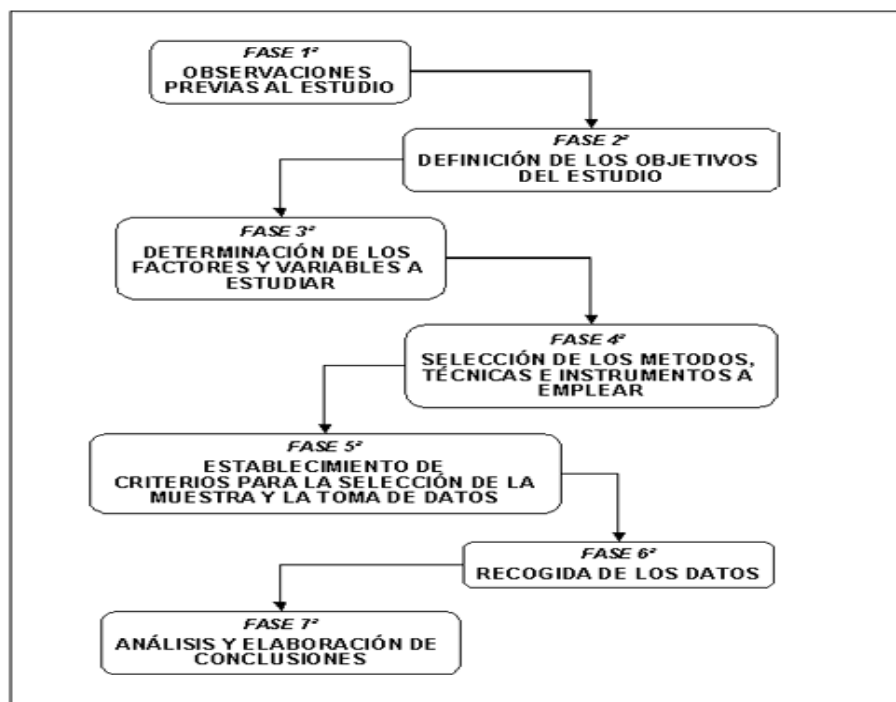 FASE 1ª
OBSERVACIONES
PREVIAS AL ESTUDIO
FASE 2ª
DEFINICIÓN DE LOS OBJETIVOS
DEL ESTUDIO
FASE 3ª
DETERMINACIÓN DE LOS
FACTORES Y VARIABLES A
ESTUDIAR
FASE 4ª
SELECCIÓN DE LOS METODOS,
TÉCNICAS E INSTRUMENTOS A
EMPLEAR
FASE 5ª
ESTABLECIMIENTO DE
CRITERIOS PARA LA SELECCIÓN DE LA
MUESTRA Y LA TOMA DE DATOS
FASE 6ª
RECOGIDA DE LOS DATOS
FASE 7ª
ANÁLISIS Y ELABORACIÓN DE
CONCLUSIONES